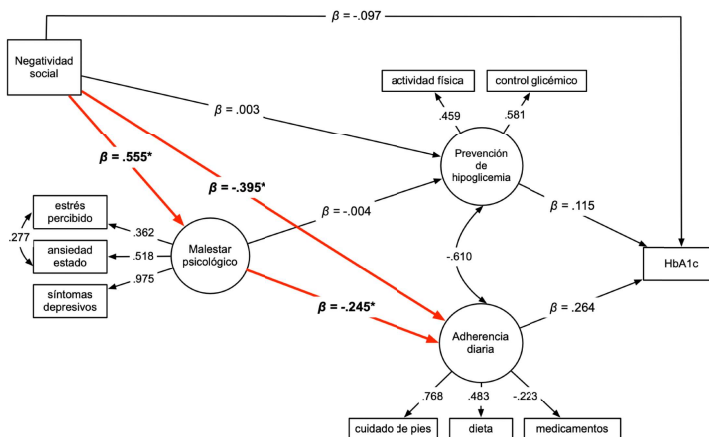 β = -.097
Negatividad
social
actividad física
control glicémico
β = .003
.459
.581
Prevención
de
hipoglicemia
β = .555*
β = -.395*
estrés
percibido
.277
.362
ansiedad
estado
.518
síntomas
depresivos
.975
Malestar
psicológico
β = -.004
β = .115
-.610
HbA1c
β = -.245*
β = .264
Adherencia
diaria
.768
.483
-.223
cuidado de pies
dieta
medicamentos